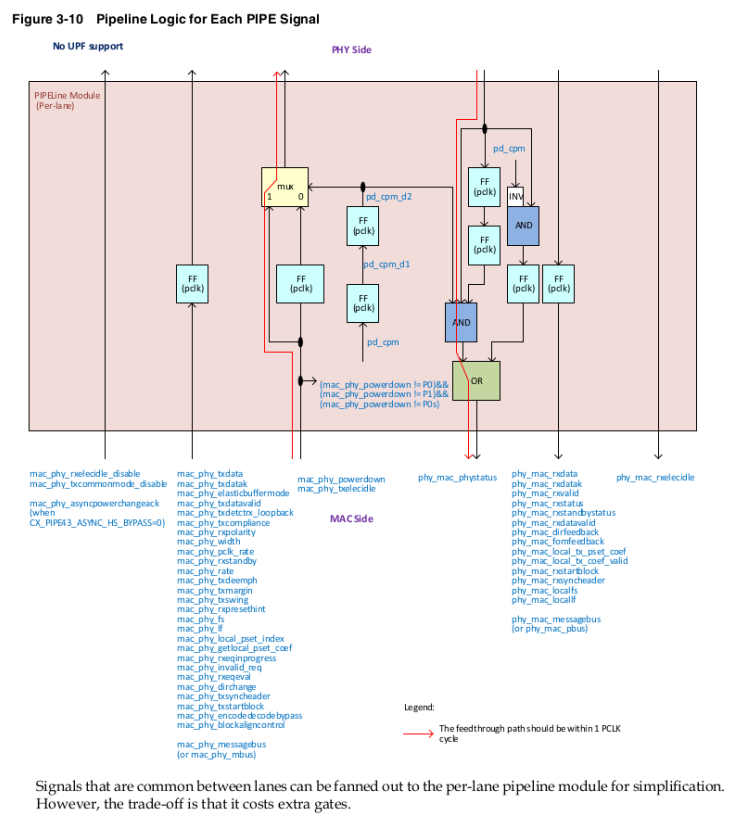 Figure 3-10 Pipeline Logic for Each PIPE Signal
No UPF support
PHY Side
PIPELine Module
(Per-lane)
pd_cpm
mux
1 0
pd_cpm_d2
FF
(pclk)
INV
FF
(pclk)
AND
FF
(pclk)
pd_cpm_d1
FF
(pclk)
FF
(pclk)
FF
(pclk)
FF
(pclk)
FF
(pclk)
AND
pd_cpm
OR
(mac_phy_powerdown != P0)&&
(mac_phy_powerdown != P1)&&
(mac_phy_powerdown != P0s)
mac_phy_rxelecidle_disable
mac_phy_txcommonmode_disable
mac_phy_asyncpowerchangeack
(when
CX_PIPE43_ASYNC_HS_BYPASS=0)
mac_phy_txdata
mac_phy_txdatak
mac_phy_elasticbuffermode
mac_phy_txdatavalid
mac_phy_txdetctrx_loopback
mac_phy_txcompliance
mac_phy_rxpolarity
mac_phy_width
mac_phy_pclk_rate
mac_phy_rxstandby
mac_phy_rate
mac_phy_txdeemph
mac_phy_txmargin
mac_phy_txswing
mac_phy_rxpresethint
mac_phy_fs
mac_phy_lf
mac_phy_local_pset_index
mac_phy_getlocal_pset_coef
mac_phy_rxeqinprogress
mac_phy_invalid_req
mac_phy_rxeqeval
mac_phy_dirchange
mac_phy_txsyncheader
mac_phy_txstartblock
mac_phy_encodedecodebypass
mac_phy_blockaligncontrol
mac_phy_messagebus
(or mac_phy_mbus)
mac_phy_powerdown
mac_phy_txelecidle
MAC Side
phy_mac_phystatus
phy_mac_rxdata
phy_mac_rxdatak
phy_mac_rxvalid
phy_mac_rxstatus
phy_mac_rxstandbystatus
phy_mac_rxdatavalid
phy_mac_dirfeedback
phy_mac_fomfeedback
phy_mac_local_tx_pset_coef
phy_mac_local_tx_coef_valid
phy_mac_rxstartblock
phy_mac_rxsyncheader
phy_mac_localfs
phy_mac_locallf
phy_mac_messagebus
(or phy_mac_pbus)
phy_mac_rxelecidle
Legend:
The feedthrough path should be within 1 PCLK
cycle
Signals that are common between lanes can be fanned out to the per-lane pipeline module for simplification.
However, the trade-off is that it costs extra gates.